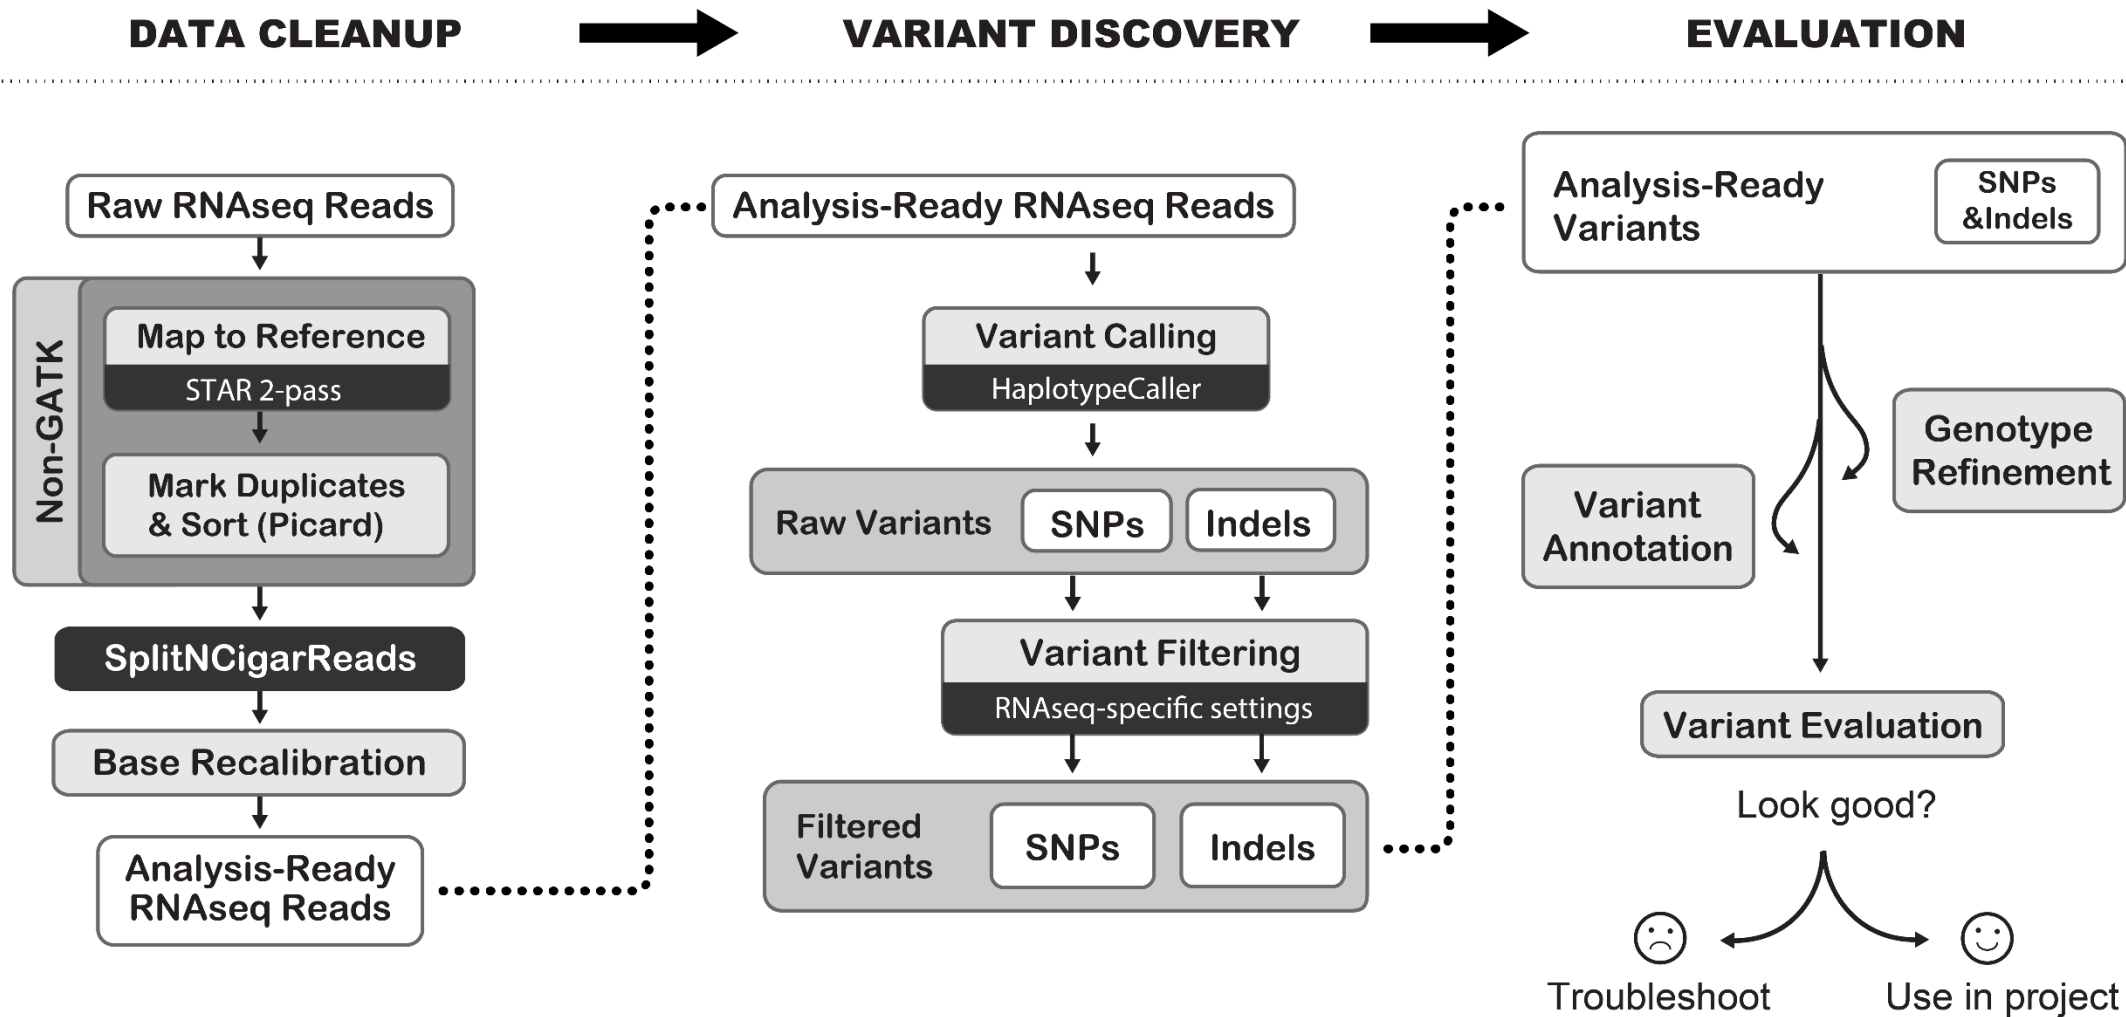 DATA CLEANUP
VARIANT DISCOVERY
EVALUATION
Raw RNAseq Reads
Non-GATK
Map to Reference
STAR 2-pass
Mark Duplicates
& Sort (Picard)
SplitNCigarReads
Base Recalibration
Analysis-Ready
RNAseq Reads
Analysis-Ready RNAseq Reads
Variant Calling
HaplotypeCaller
Raw Variants
SNPs
Indels
Variant Filtering
RNAseq-specific settings
Filtered
Variants
SNPs
Indels
Analysis-Ready
Variants
SNPs
&Indels
Genotype
Refinement
Variant
Annotation
Variant Evaluation
Look good?
Troubleshoot
Use in project